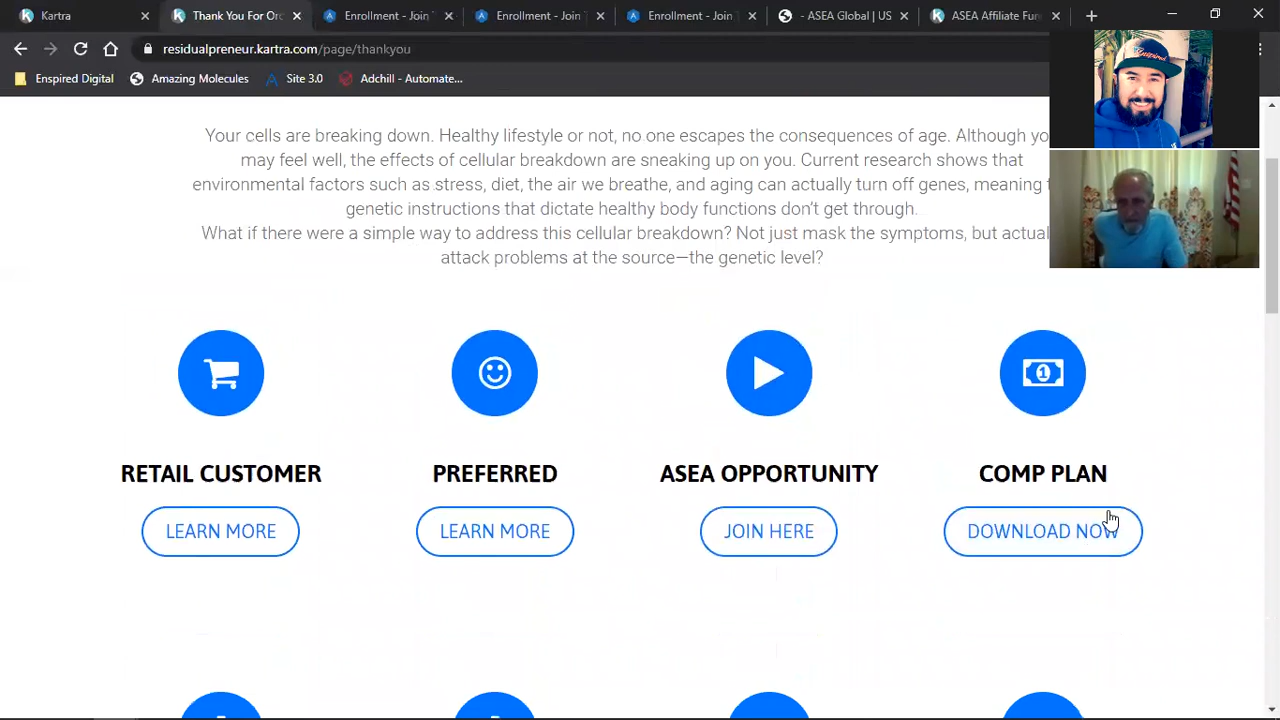 Kartra
Thank You For Or
Enrollment - Join
Enrollment - Join
Enrollment - Join
- ASEA Global | US
ASEA Affiliate Fun
residualpreneur.kartra.com/page/thankyou
Enspired Digital
Amazing Molecules
Site 3.0
Adchill - Automate...
Your cells are breaking down. Healthy lifestyle or not, no one escapes the consequences of age. Although yo
may feel well, the effects of cellular breakdown are sneaking up on you. Current research shows that
environmental factors such as stress, diet, the air we breathe, and aging can actually turn off genes, meaning t
genetic instructions that dictate healthy body functions don't get through.
What if there were a simple way to address this cellular breakdown? Not just mask the symptoms, but actual
attack problems at the source—the genetic level?
RETAIL CUSTOMER
PREFERRED
ASEA OPPORTUNITY
COMP PLAN
LEARN MORE
LEARN MORE
JOIN HERE
DOWNLOAD NOW